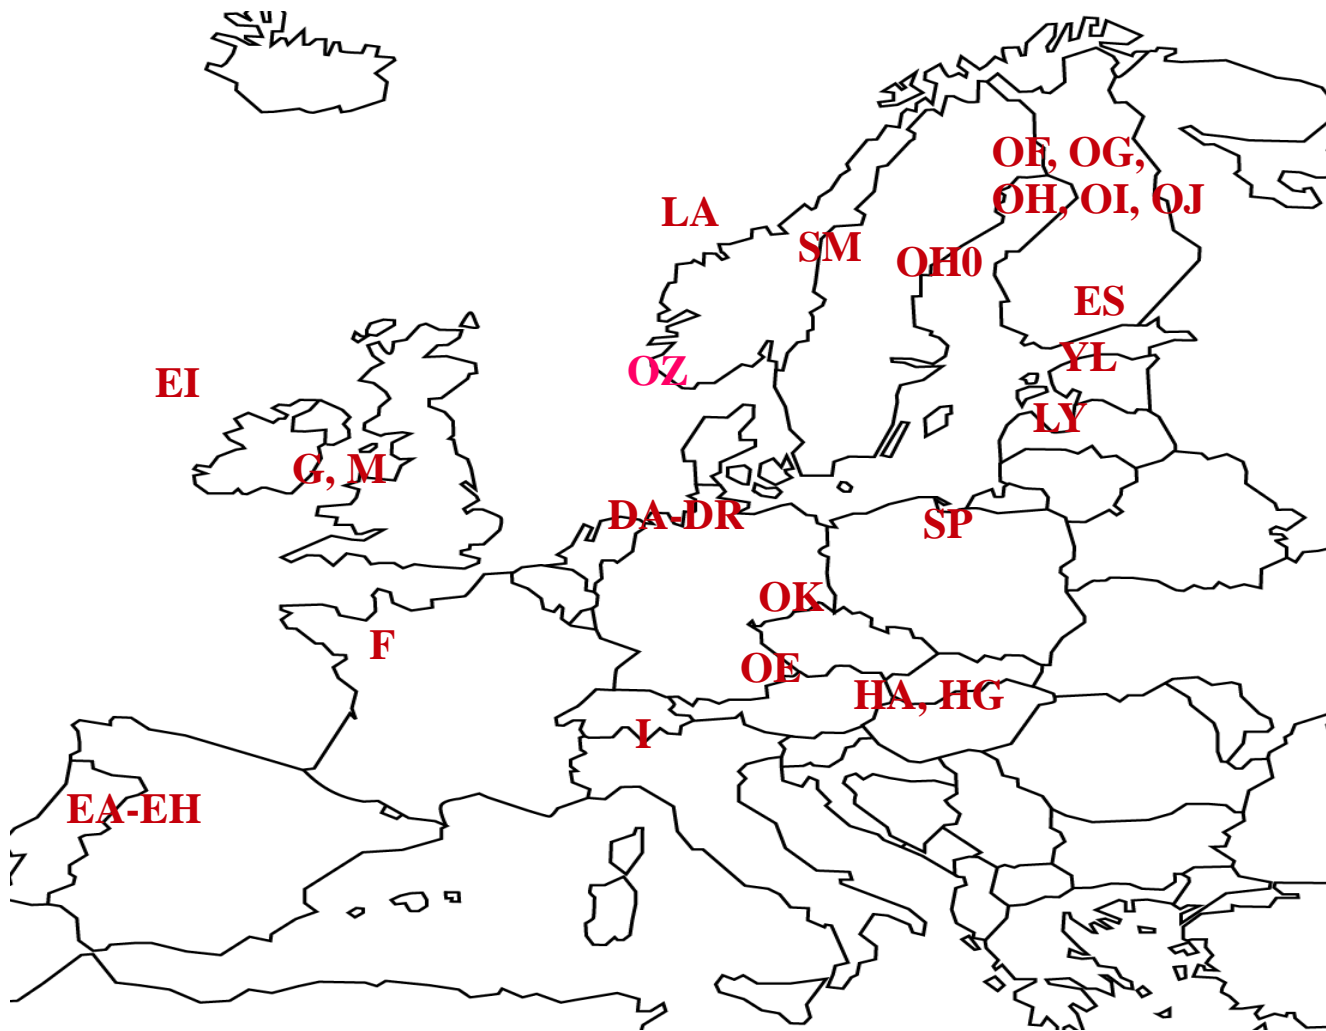 OF, OG,
OH, OI, OJ
LA
SM
OH0
ES
YL
OZ
EI
LY
G, M
DA-DR
SP
OK
F
OE
HA, HG
I
EA-EH